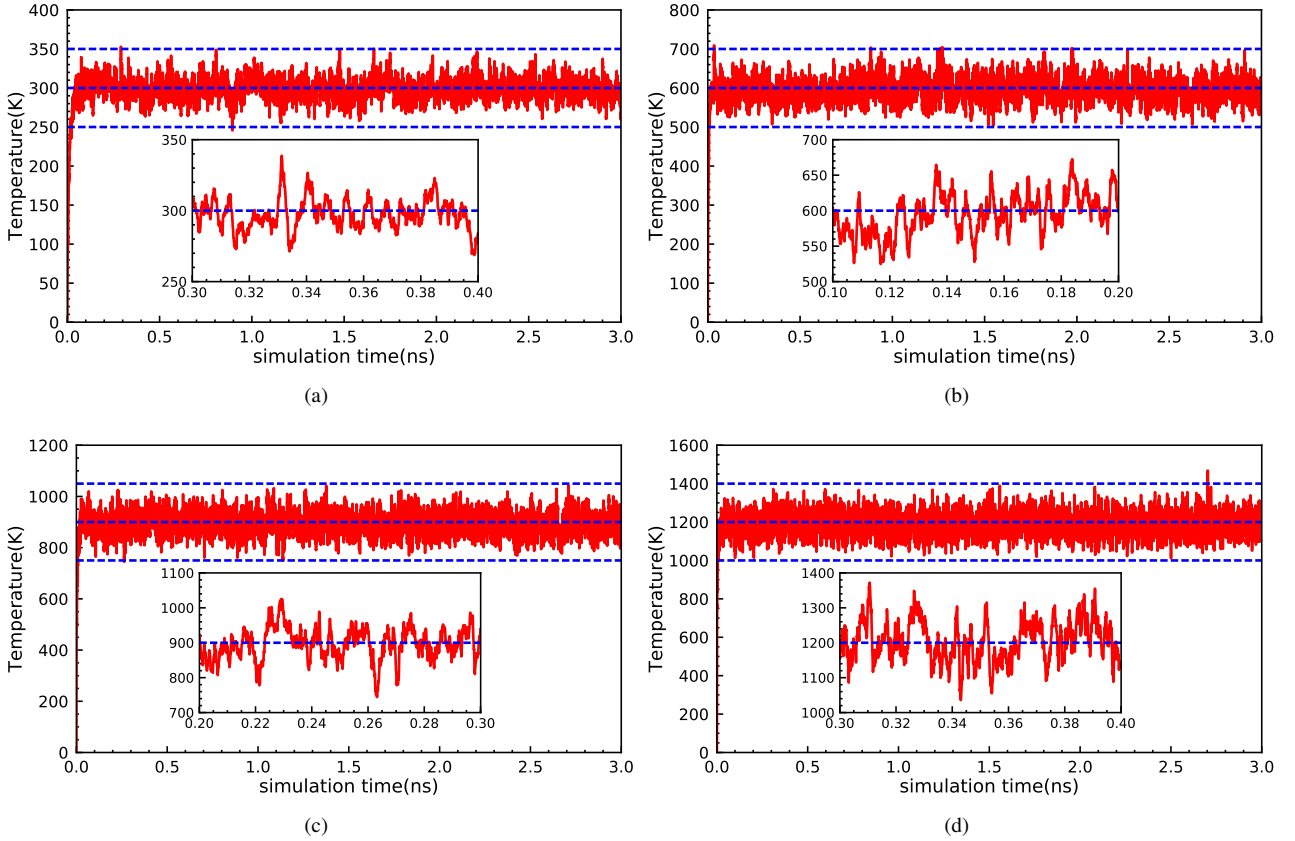 400
350
300
250
200
150
100
50
0
Temperature(K)
0.0 0.5 1.0 1.5 2.0 2.5 3.0
simulation time(ns)
350
300
250
0.30 0.32 0.34 0.36 0.38 0.40
(a)
800
700
600
500
400
300
200
100
0
Temperature(K)
0.0 0.5 1.0 1.5 2.0 2.5 3.0
simulation time(ns)
700
650
600
550
500
0.10 0.12 0.14 0.16 0.18 0.20
(b)
1200
1000
800
600
400
200
0
Temperature(K)
0.0 0.5 1.0 1.5 2.0 2.5 3.0
simulation time(ns)
1100
1000
900
800
700
0.20 0.22 0.24 0.26 0.28 0.30
(c)
1600
1400
1200
1000
800
600
400
200
0
Temperature(K)
0.0 0.5 1.0 1.5 2.0 2.5 3.0
simulation time(ns)
1400
1300
1200
1100
1000
0.30 0.32 0.34 0.36 0.38 0.40
(d)